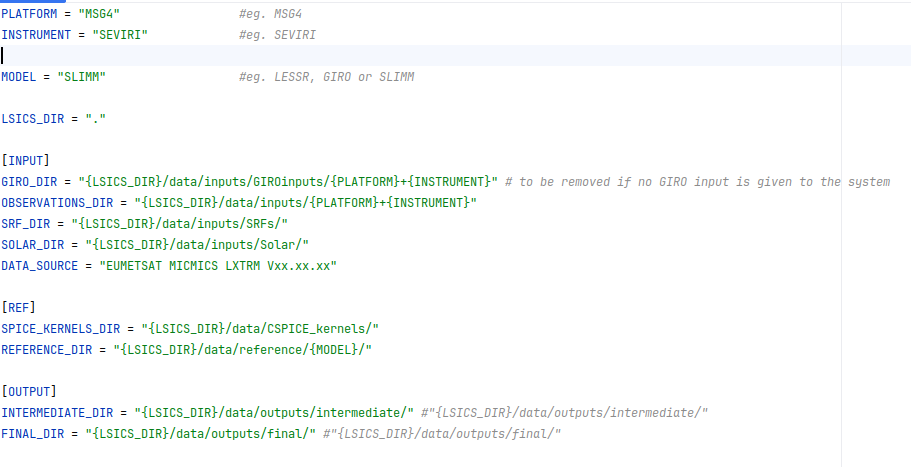 PLATFORM = "MSG4" #eg. MSG4
INSTRUMENT = "SEVIRI" #eg. SEVIRI
MODEL = "SLIMM" #eg. LESSR, GIRO or SLIMM
LSICS_DIR = "."
[INPUT]
GIRO_DIR = "{LSICS_DIR}/data/inputs/GIROinputs/{PLATFORM}+{INSTRUMENT}" # to be removed if no GIRO input is given to the system
OBSERVATIONS_DIR = "{LSICS_DIR}/data/inputs/{PLATFORM}+{INSTRUMENT}"
SRF_DIR = "{LSICS_DIR}/data/inputs/SRFs/"
SOLAR_DIR = "{LSICS_DIR}/data/inputs/Solar/"
DATA_SOURCE = "EUMETSAT MICMICS LXTRM Vxx.xx.xx"
[REF]
SPICE_KERNELS_DIR = "{LSICS_DIR}/data/CSPICE_kernels/"
REFERENCE_DIR = "{LSICS_DIR}/data/reference/{MODEL}/"
[OUTPUT]
INTERMEDIATE_DIR = "{LSICS_DIR}/data/outputs/intermediate/" #"{LSICS_DIR}/data/outputs/intermediate/"
FINAL_DIR = "{LSICS_DIR}/data/outputs/final/" #"{LSICS_DIR}/data/outputs/final/"